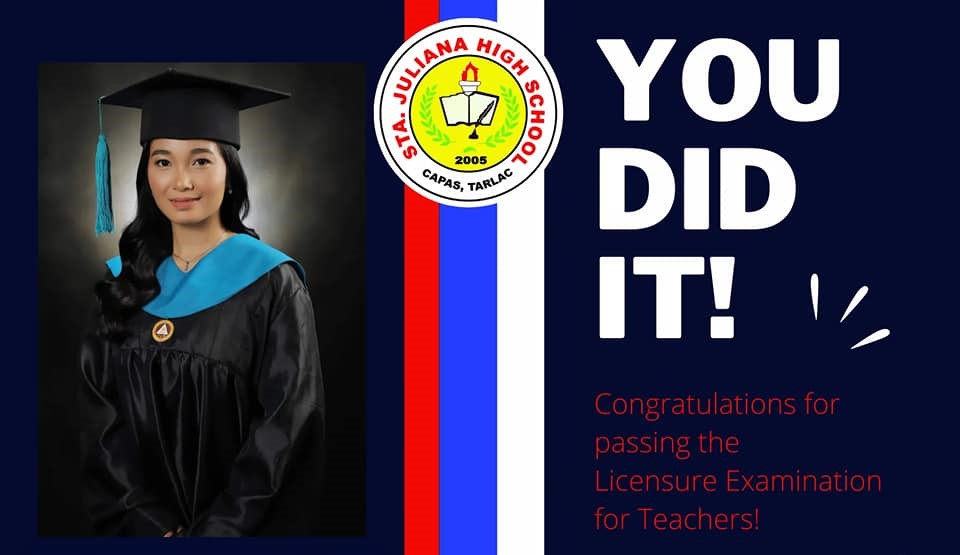 STA. JULIANA HIGH SCHOOL
2005
CAPAS, TARLAC
YOU
DID
IT!
Congratulations for
passing the
Licensure Examination
for Teachers!